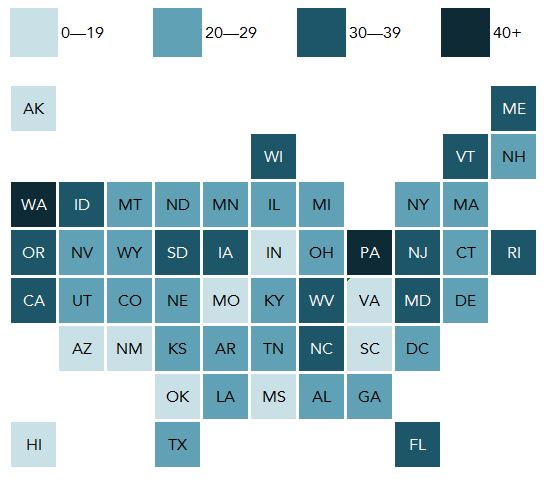 0—19 20—29 30—39 40+
AK ME
WI VT NH
WA ID MT ND MN IL MI NY MA
OR NV WY SD IA IN OH PA NJ CT RI
CA UT CO NE MO KY WV VA MD DE
AZ NM KS AR TN NC SC DC
OK LA MS AL GA
HI TX FL